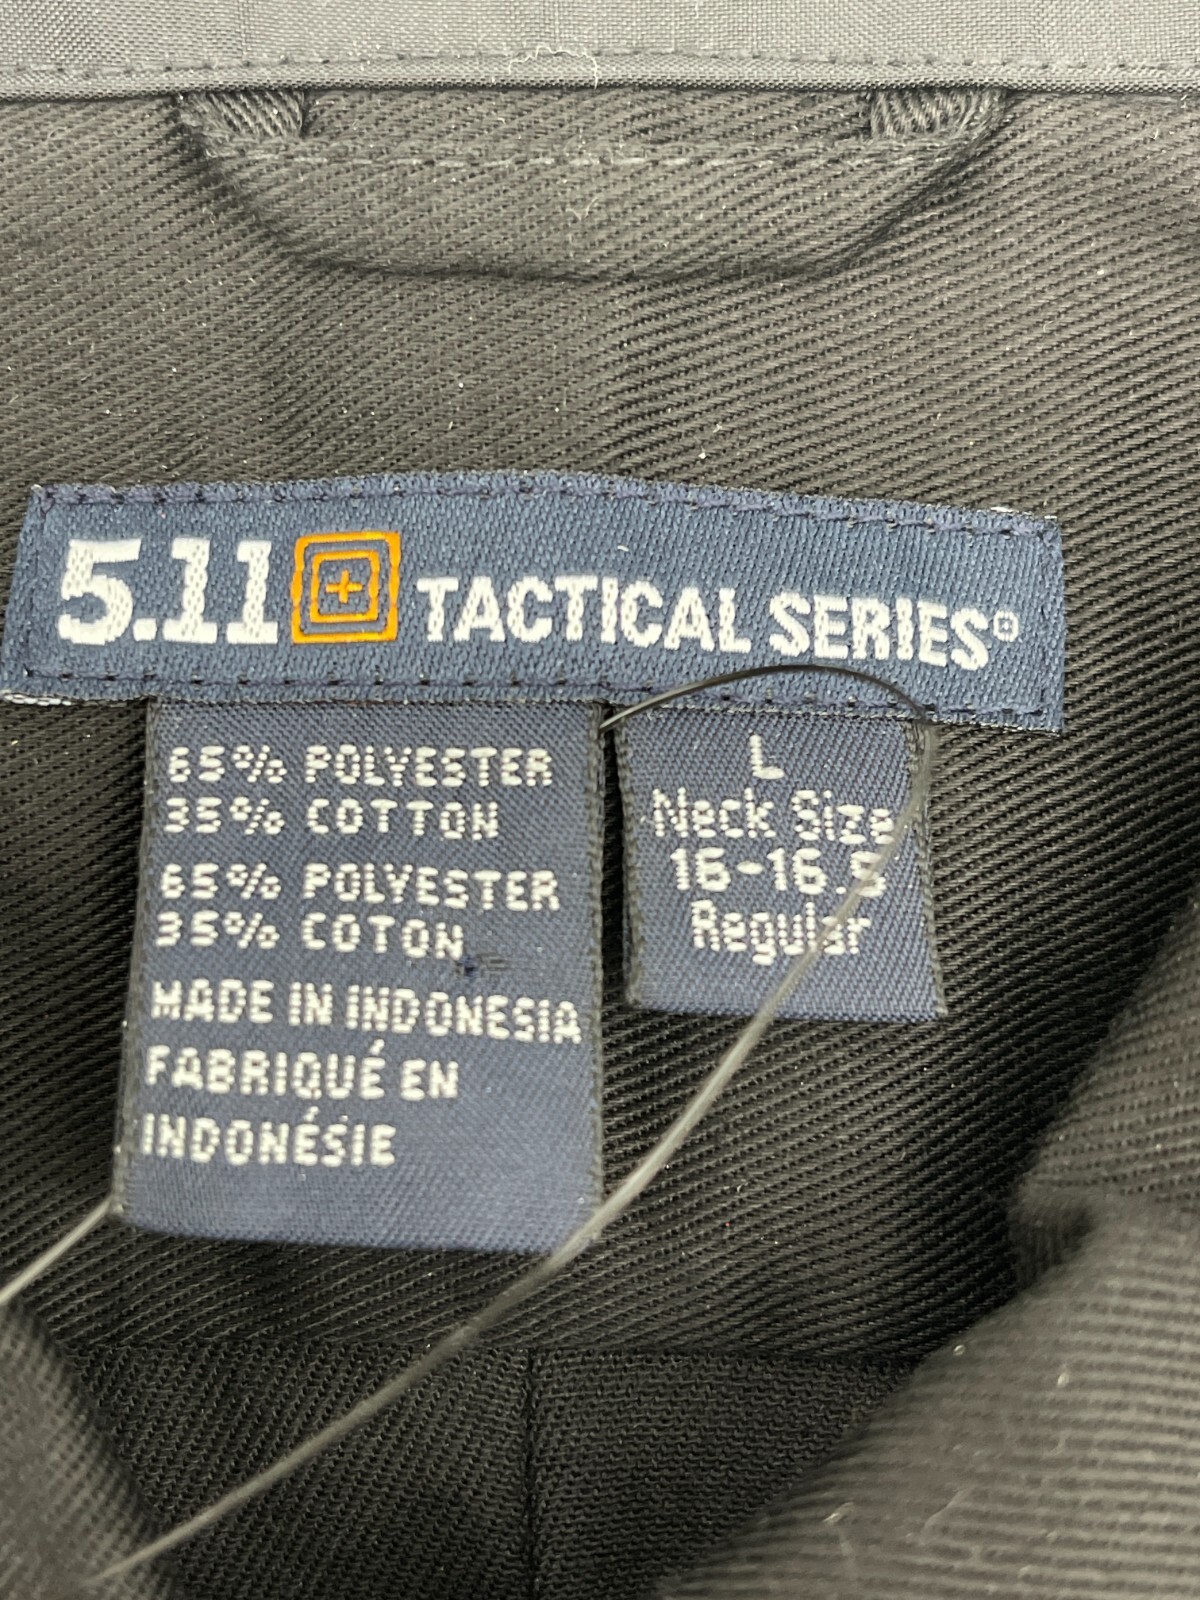 5.11 TACTICAL SERIES
65% POLYESTER
35% COTTON
65% POLYESTER
35% COTON
MADE IN INDONESIA
FABRIQUÉ EN
INDONÉSIE
L
Neck Size
16-16.5
Regular